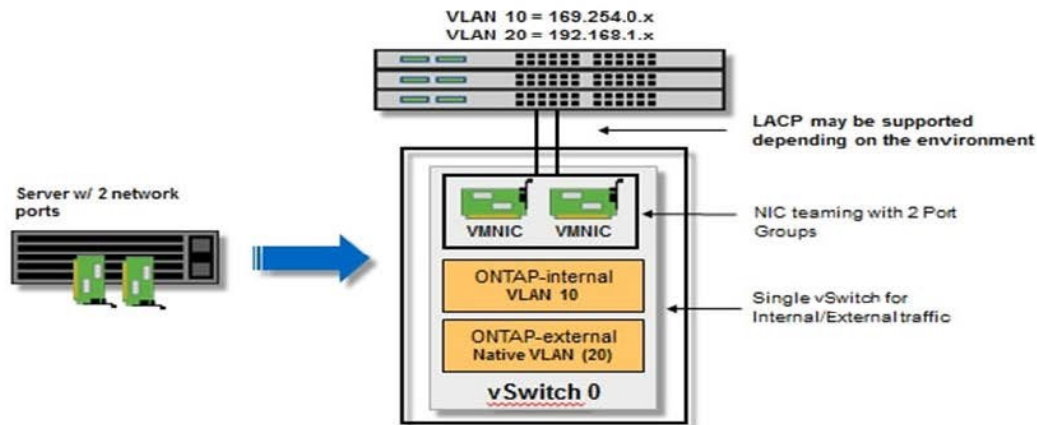 VLAN 10 = 169.254.0.x
VLAN 20 = 192.168.1.x
LACP may be supported
depending on the environment
Server w/ 2 network
ports
VMNIC
VMNIC
NIC teaming with 2 Port
Groups
ONTAP-internal
VLAN 10
Single vSwitch for
Internal/External traffic
ONTAP-external
Native VLAN (20)
vSwitch 0